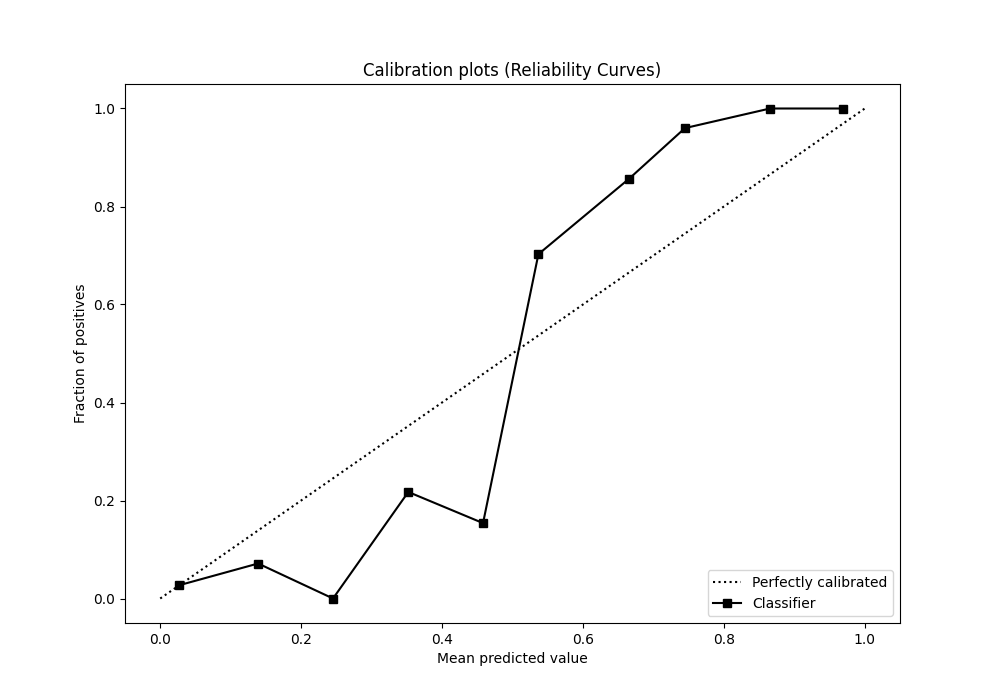 Calibration plots (Reliability Curves)
Fraction of positives
1.0
0.8
0.6
0.4
0.2
0.0
0.0 0.2 0.4 0.6 0.8 1.0
Mean predicted value
Perfectly calibrated
Classifier